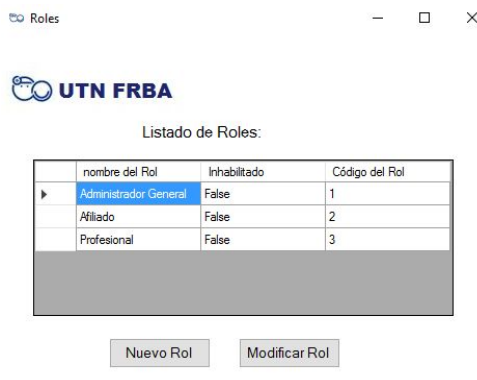 Roles
UTN FRBA
Listado de Roles:
nombre del Rol Inhabilitado Código del Rol
Administrador General False 1
Afiliado False 2
Profesional False 3
Nuevo Rol Modificar Rol